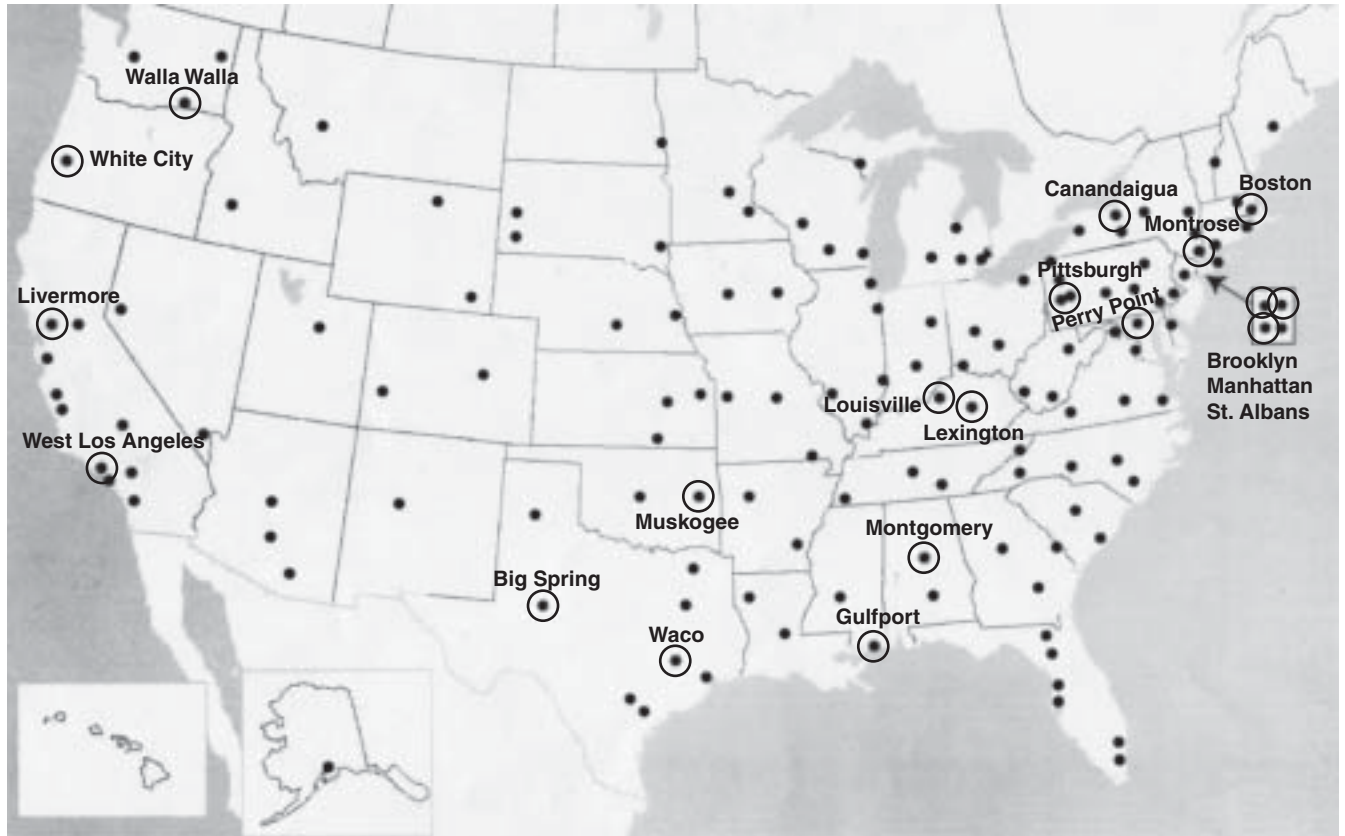 Walla Walla
White City
Canandaigua
Boston
Montrose
Pittsburgh
Livermore
Perry Point
Brooklyn
Manhattan
St. Albans
Louisville
Lexington
West Los Angeles
Muskogee
Montgomery
Big Spring
Gulfport
Waco